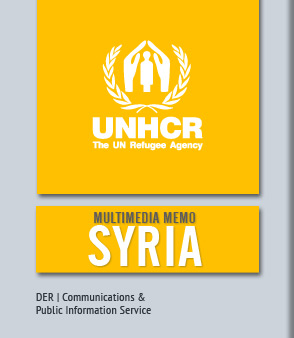 UNHCR
The UN Refugee Agency
MULTIMEDIA MEMO
SYRIA
DER | Communications &
Public Information Service